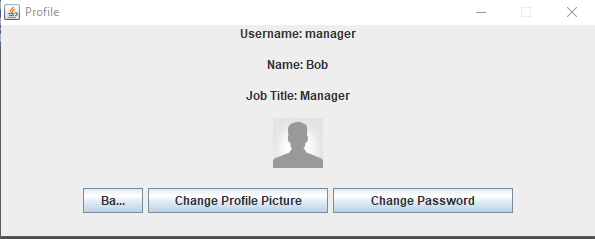 Profile
Username: manager
Name: Bob
Job Title: Manager
Ba... Change Profile Picture Change Password